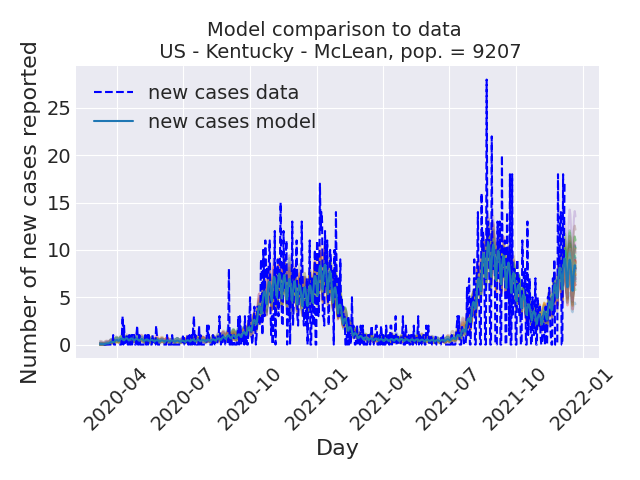 Model comparison to data
US - Kentucky - McLean, pop. = 9207
Number of new cases reported
new cases data
new cases model
25
20
15
10
5
0
2020-04
2020-07
2020-10
2021-01
2021-04
2021-07
2021-10
2022-01
Day